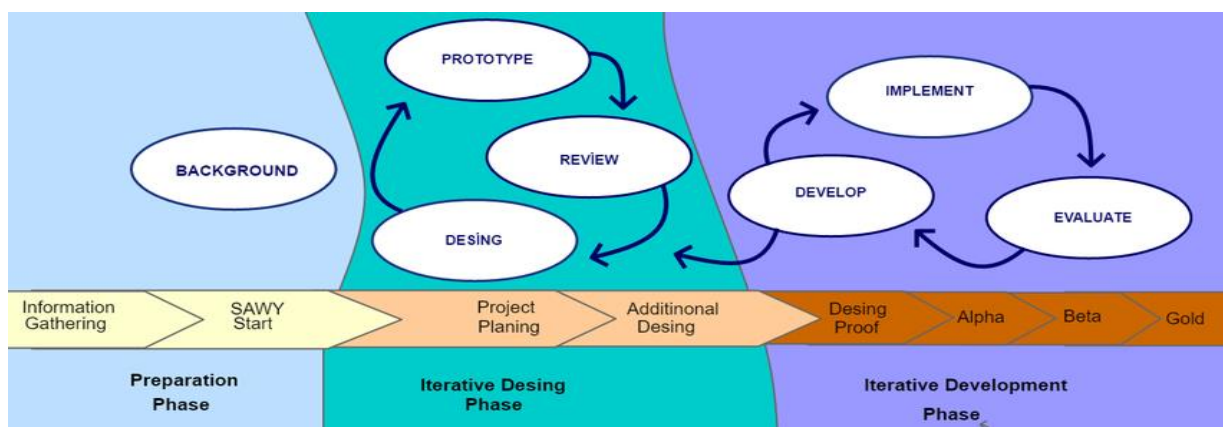 PROTOTYPE
IMPLEMENT
REVİEW
BACKGROUND
DEVELOP
EVALUATE
DESİNG
Information
Gathering
SAWY
Start
Project
Planing
Additinonal
Desing
Desing
Proof
Alpha
Beta
Gold
Preparation
Phase
Iterative Desing
Phase
Iterative Development
Phase